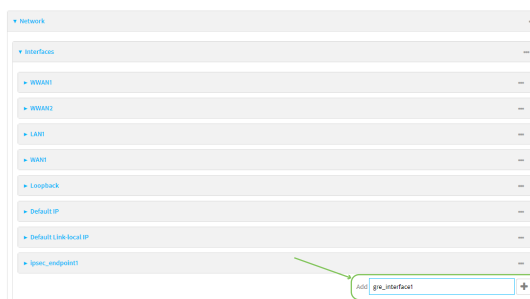 Network
Interfaces
WWAN1
WWAN2
LAN1
WAN1
Loopback
Default IP
Default Link-local IP
ipsec_endpoint1
Add gre_interface1